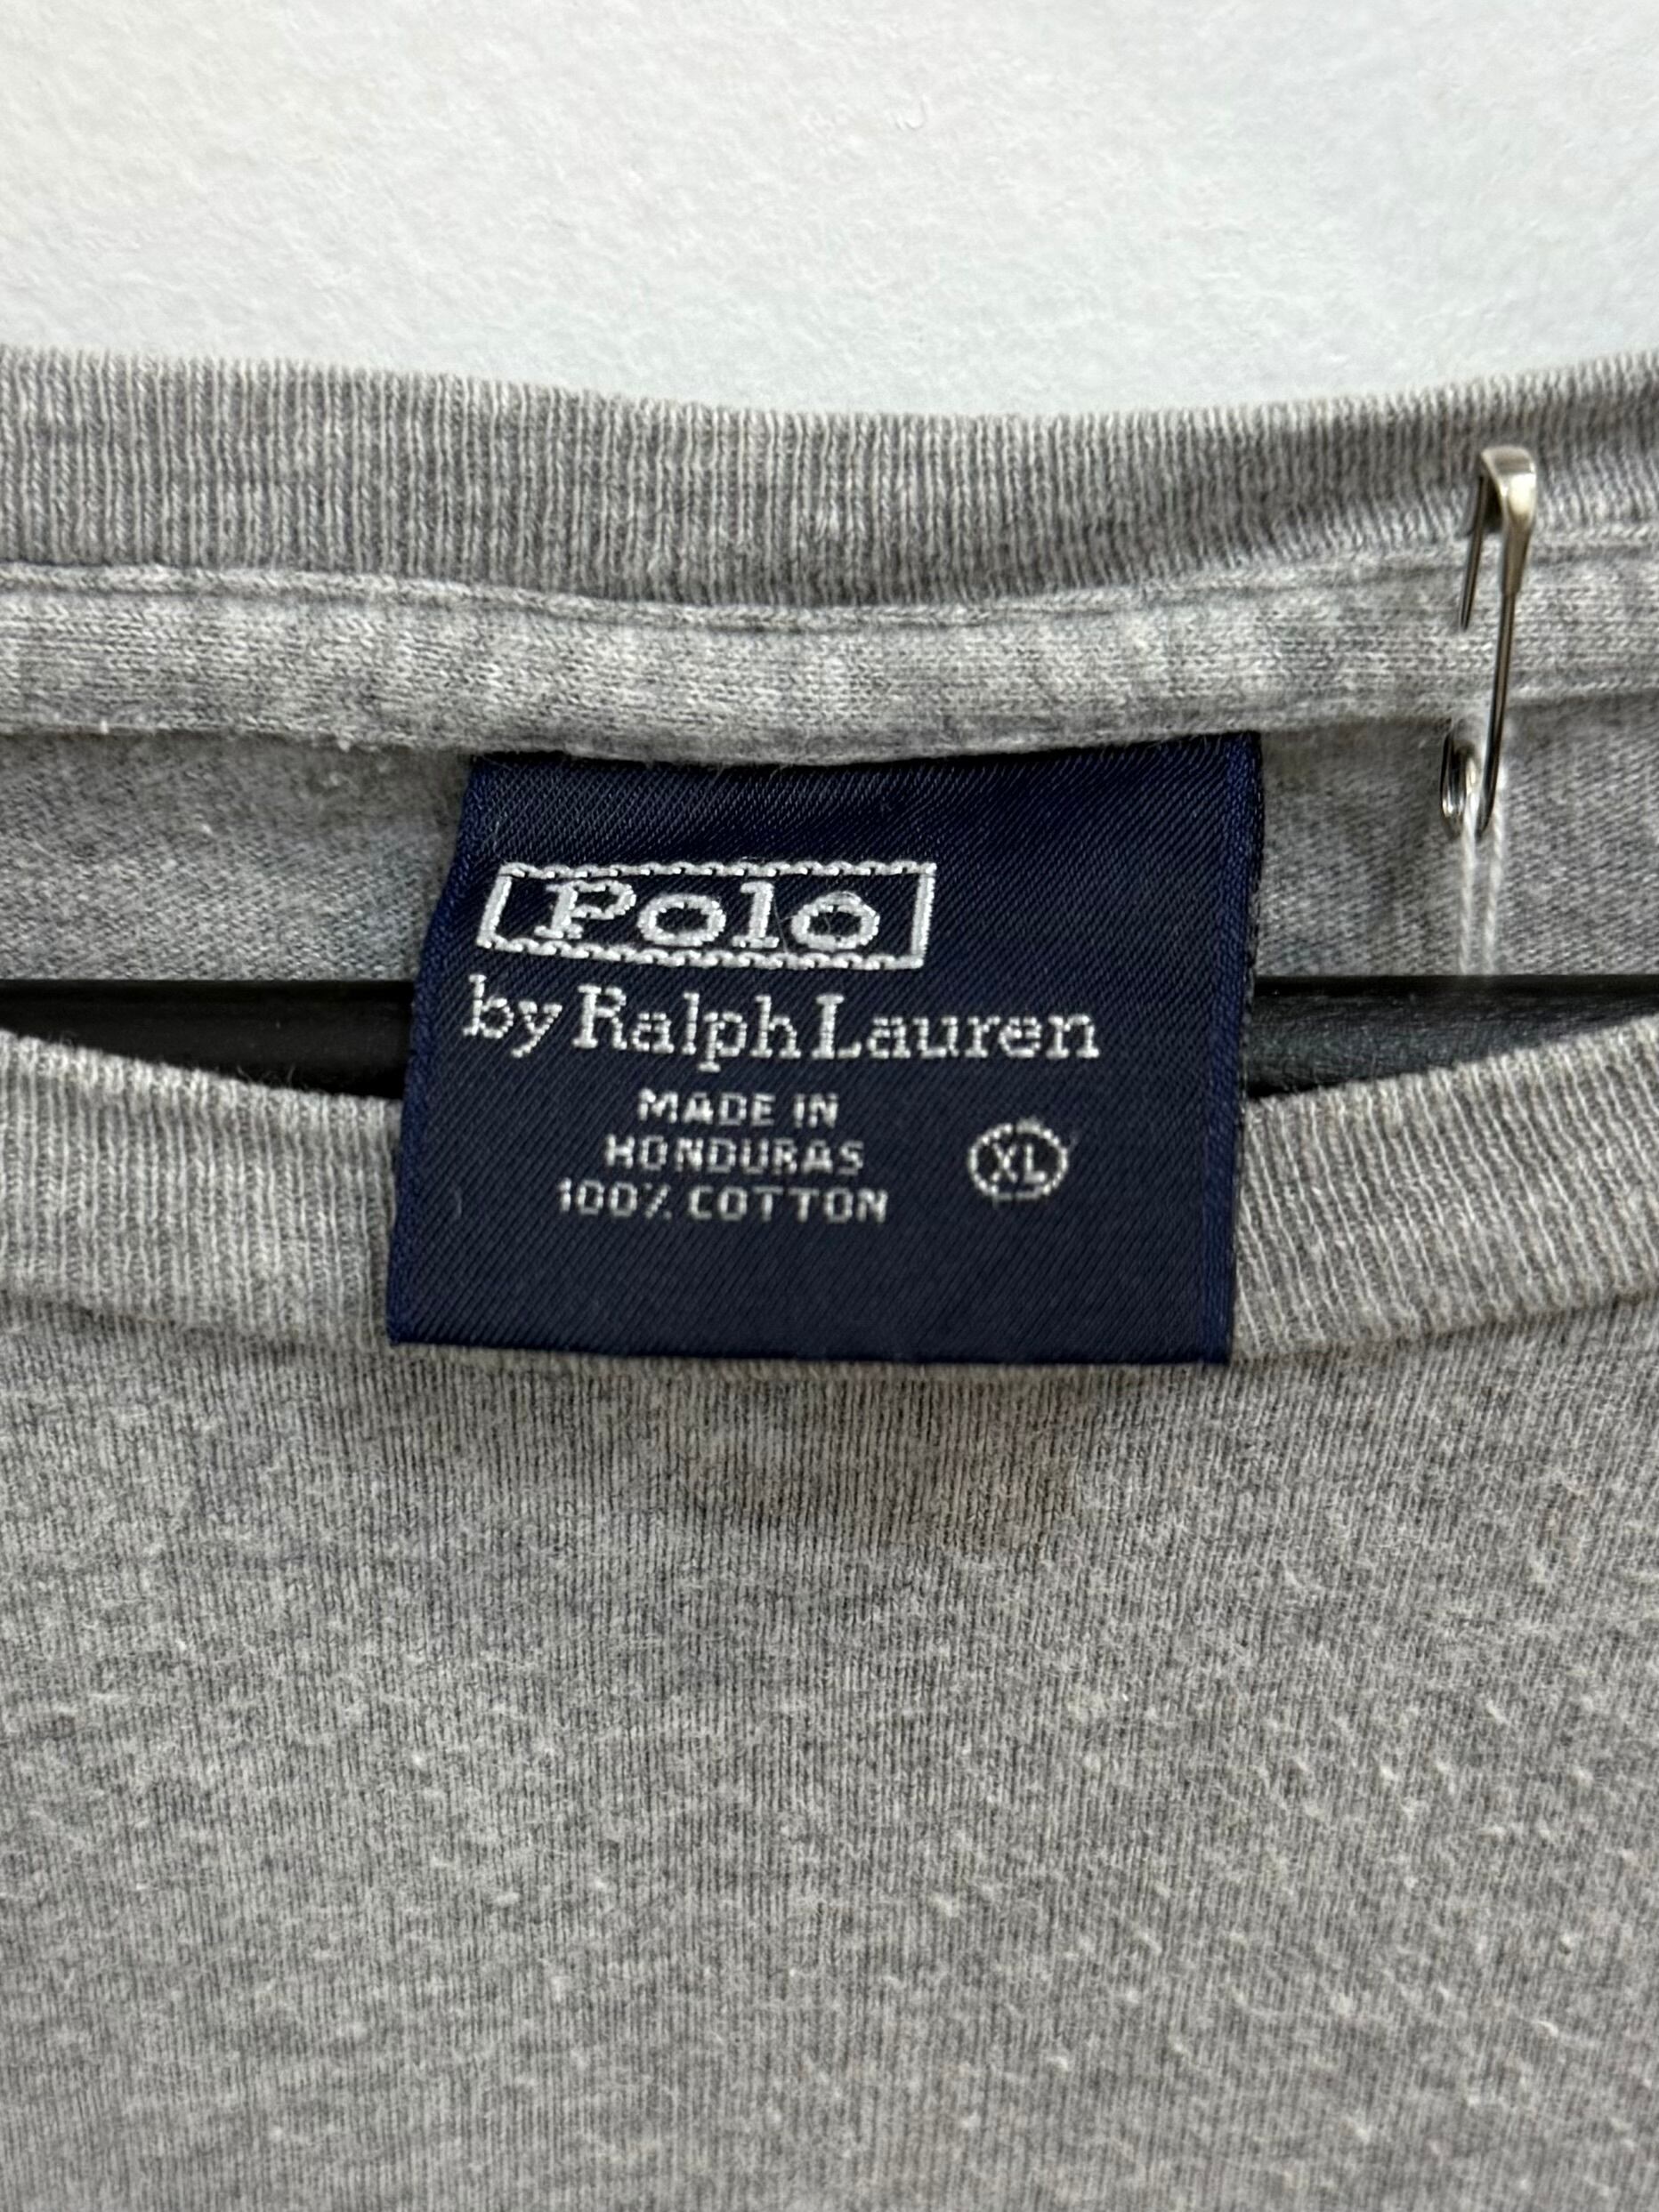 Polo
by Ralph Lauren
MADE IN
HONDURAS
100% COTTON
XL